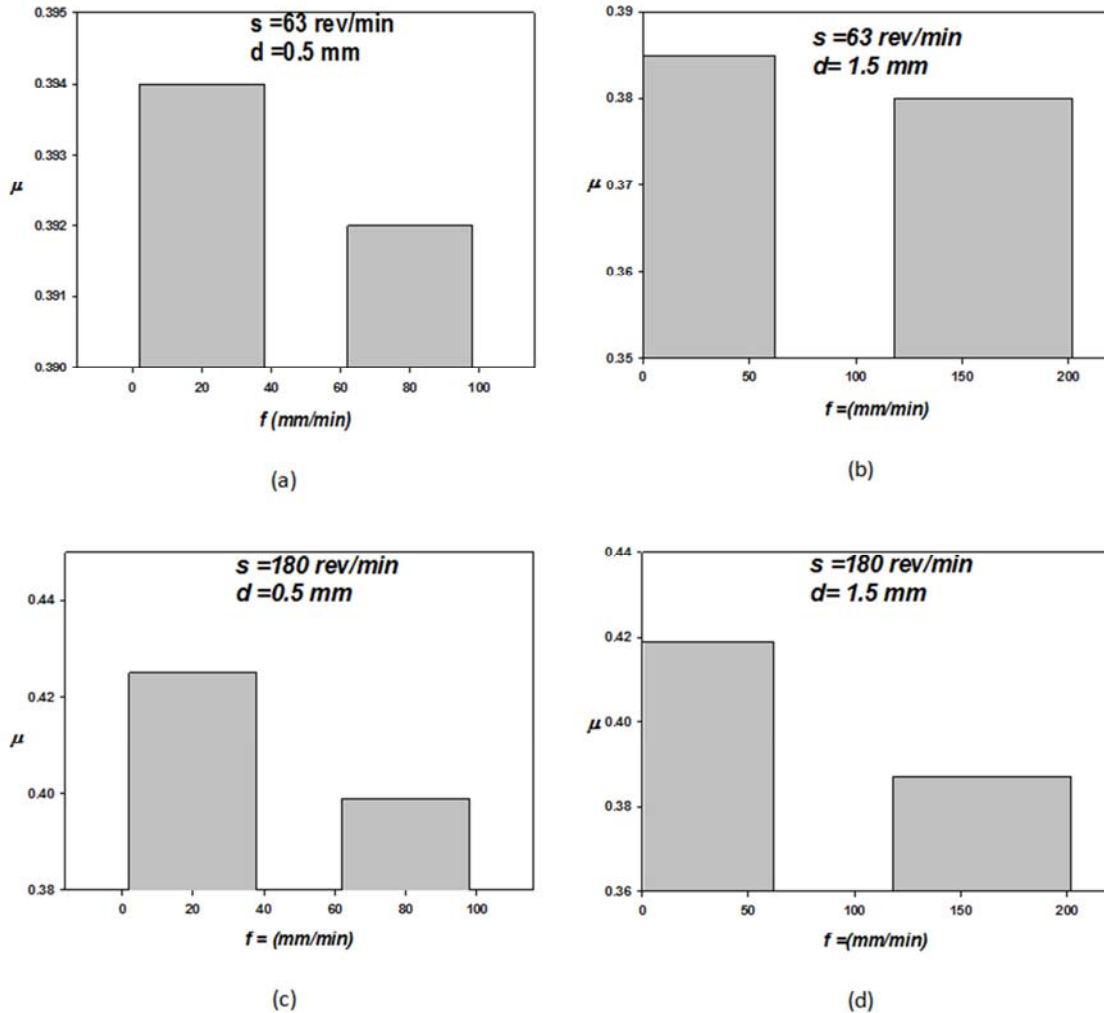 s =63 rev/min
d =0.5 mm
0.395
0.394
0.393
0.392
0.391
0.390
μ
0 20 40 60 80 100
f (mm/min)
(a)
s =63 rev/min
d= 1.5 mm
0.39
0.38
0.37
0.36
0.35
μ
0 50 100 150 200
f =(mm/min)
(b)
s =180 rev/min
d =0.5 mm
0.44
0.42
0.40
0.38
μ
0 20 40 60 80 100
f = (mm/min)
(c)
s =180 rev/min
d= 1.5 mm
0.44
0.42
0.40
0.38
0.36
μ
0 50 100 150 200
f =(mm/min)
(d)